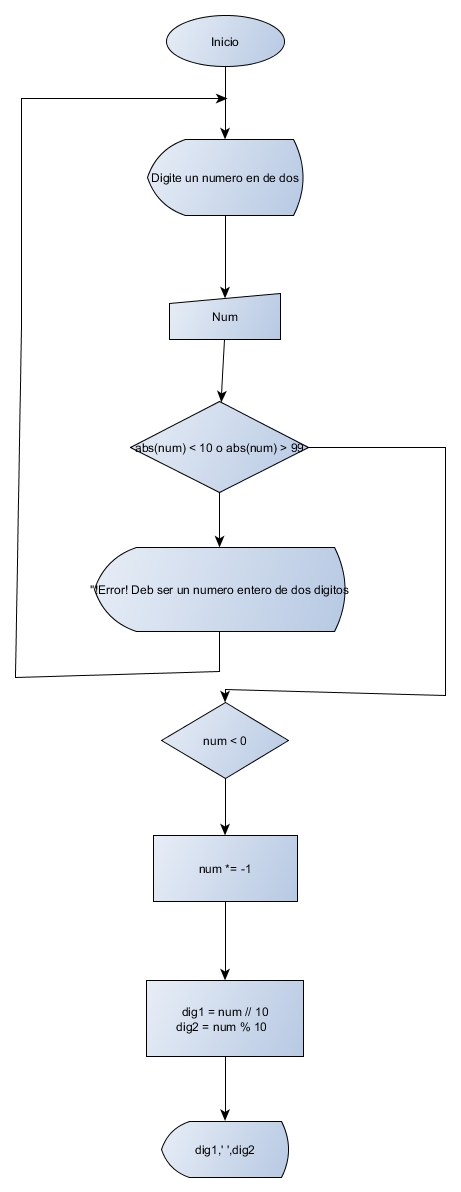 Inicio
Digite un numero en de dos
Num
abs(num) < 10 o abs(num) > 99
"!Error! Deb ser un numero entero de dos digitos
num < 0
num *= -1
dig1 = num // 10
dig2 = num % 10
dig1,' ',dig2